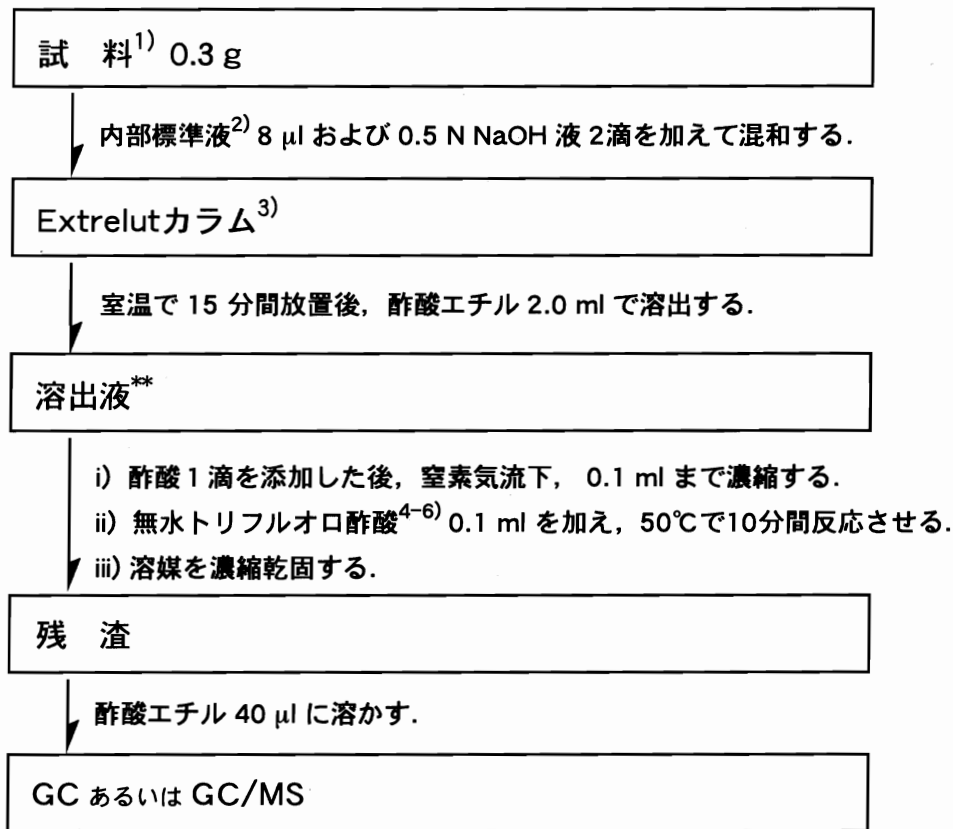 試　料1) 0.3 g
内部標準液2) 8 µl および 0.5 N NaOH 液 2滴を加えて混和する.
Extrelutカラム3)
室温で 15 分間放置後, 酢酸エチル 2.0 ml で溶出する.
溶出液**
i) 酢酸 1 滴を添加した後, 窒素気流下, 0.1 ml まで濃縮する.
ii) 無水トリフルオロ酢酸4-6) 0.1 ml を加え, 50℃で10分間反応させる.
iii) 溶媒を濃縮乾固する.
残　渣
酢酸エチル 40 µl に溶かす.
GC あるいは GC/MS